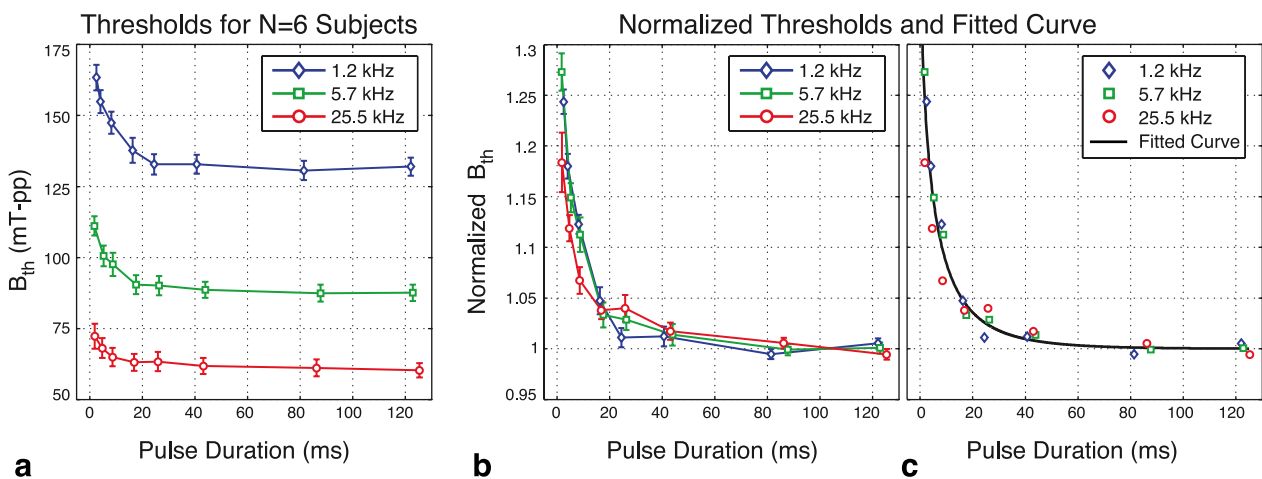 Thresholds for N=6 Subjects
Normalized Thresholds and Fitted Curve
175
150
125
100
75
50
B_th (mT-pp)
1.2 kHz
5.7 kHz
25.5 kHz
0 20 40 60 80 100 120
Pulse Duration (ms)
a
1.3
1.25
1.2
1.15
1.1
1.05
1
0.95
Normalized B_th
1.2 kHz
5.7 kHz
25.5 kHz
0 20 40 60 80 100 120
Pulse Duration (ms)
b
1.2 kHz
5.7 kHz
25.5 kHz
Fitted Curve
0 20 40 60 80 100 120
Pulse Duration (ms)
c